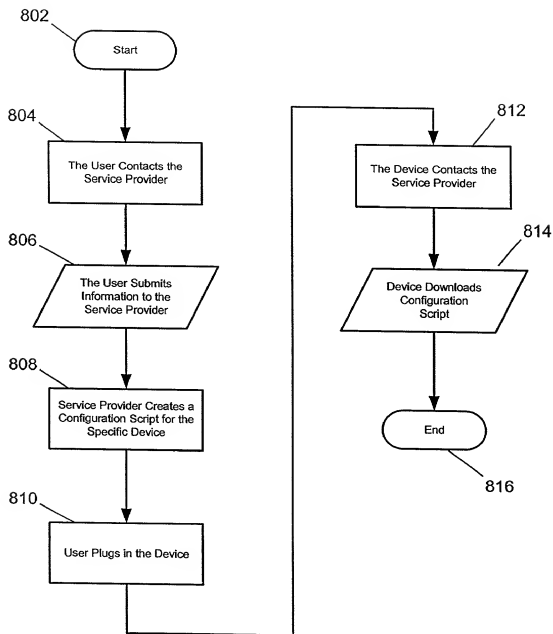 802
Start
804
The User Contacts the
Service Provider
806
The User Submits
Information to the
Service Provider
808
Service Provider Creates a
Configuration Script for the
Specific Device
810
User Plugs in the Device
812
The Device Contacts the
Service Provider
814
Device Downloads
Configuration
Script
End
816